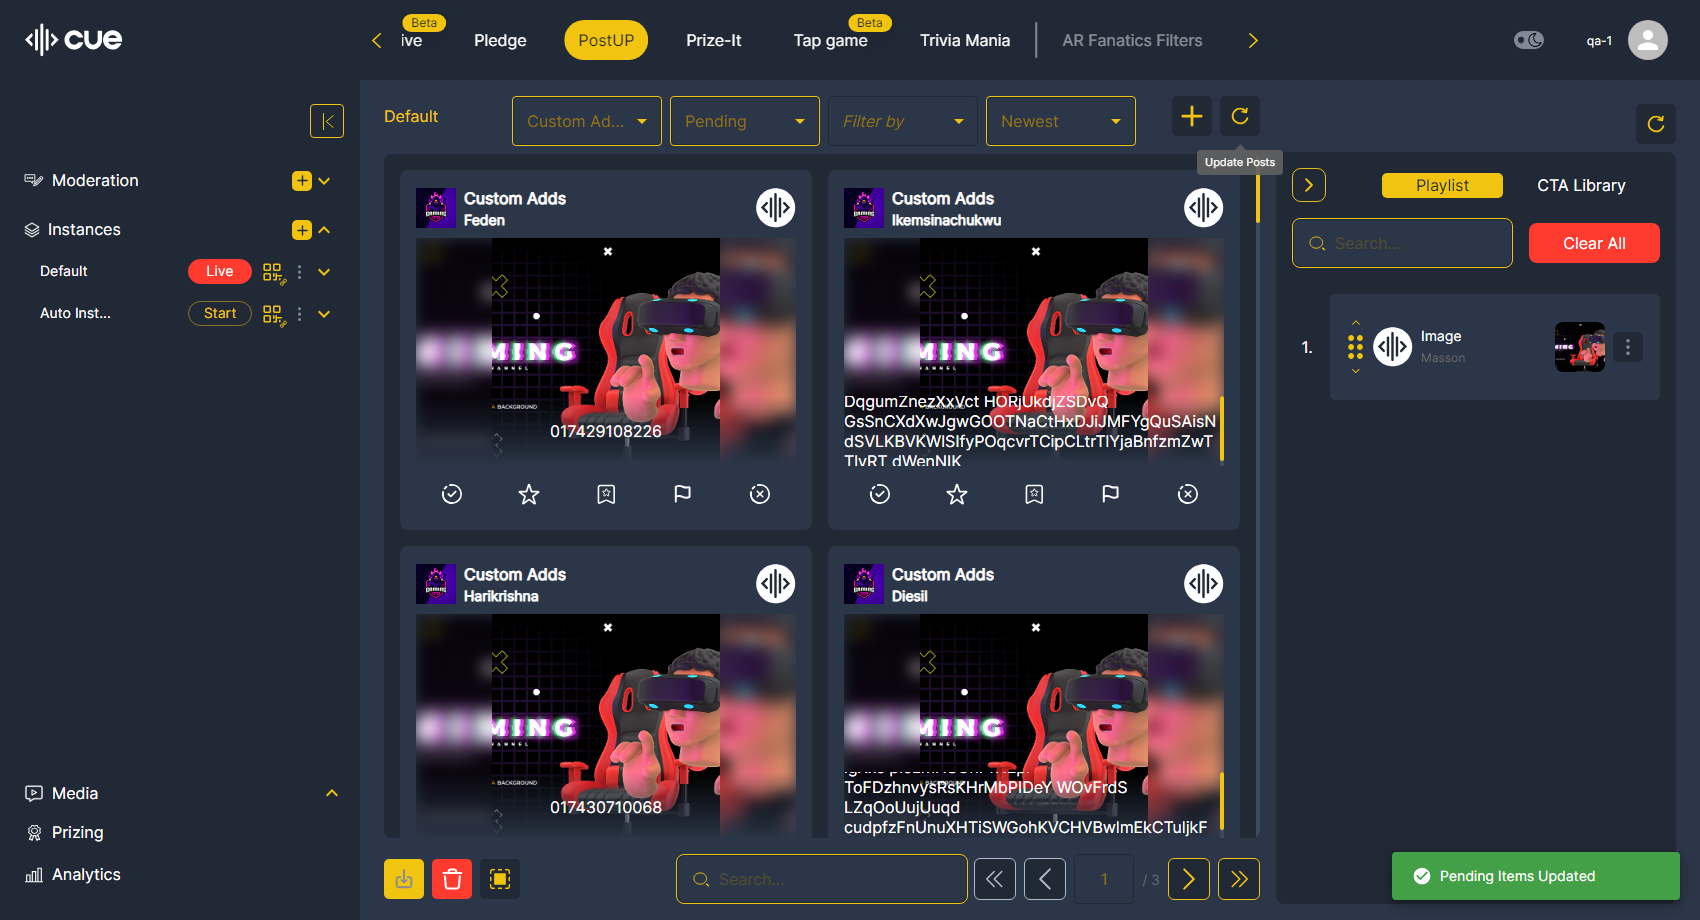 cue
Beta
ive
Pledge
PostUP
Prize-It
Beta
Tap game
Trivia Mania
AR Fanatics Filters
qa-1
Moderation
Instances
Default
Live
Auto Inst...
Start
Media
Prizing
Analytics
Default
Custom Ad...
Pending
Filter by
Newest
Update Posts
Custom Adds
Feden
MING
A BACKGROUND
017429108226
Custom Adds
Ikemsinachukwu
MING
DqgumZnezXxVct HORjUkdjZSDvQ
GsSnCXdXwJgwGOOTNaCtHxDJiJMFYgQuSAisN
dSVLKBVKWlSIfyPOqcvrTCipCLtrTlYjaBnfzmZwT
TlvRT dWenNIK
Custom Adds
Harikrishna
MING
A BACKGROUND
017430710068
Custom Adds
Diesil
MING
ToFDzhnvysRsKHrMbPIDeY WOvFrdS
LZqOoUujUuqd
cudpfzFnUnuXHTiSWGohKVCHVBwlmEkCTuljkF
Search...
1
/ 3
Playlist
CTA Library
Search...
Clear All
1.
Image
Masson
Pending Items Updated